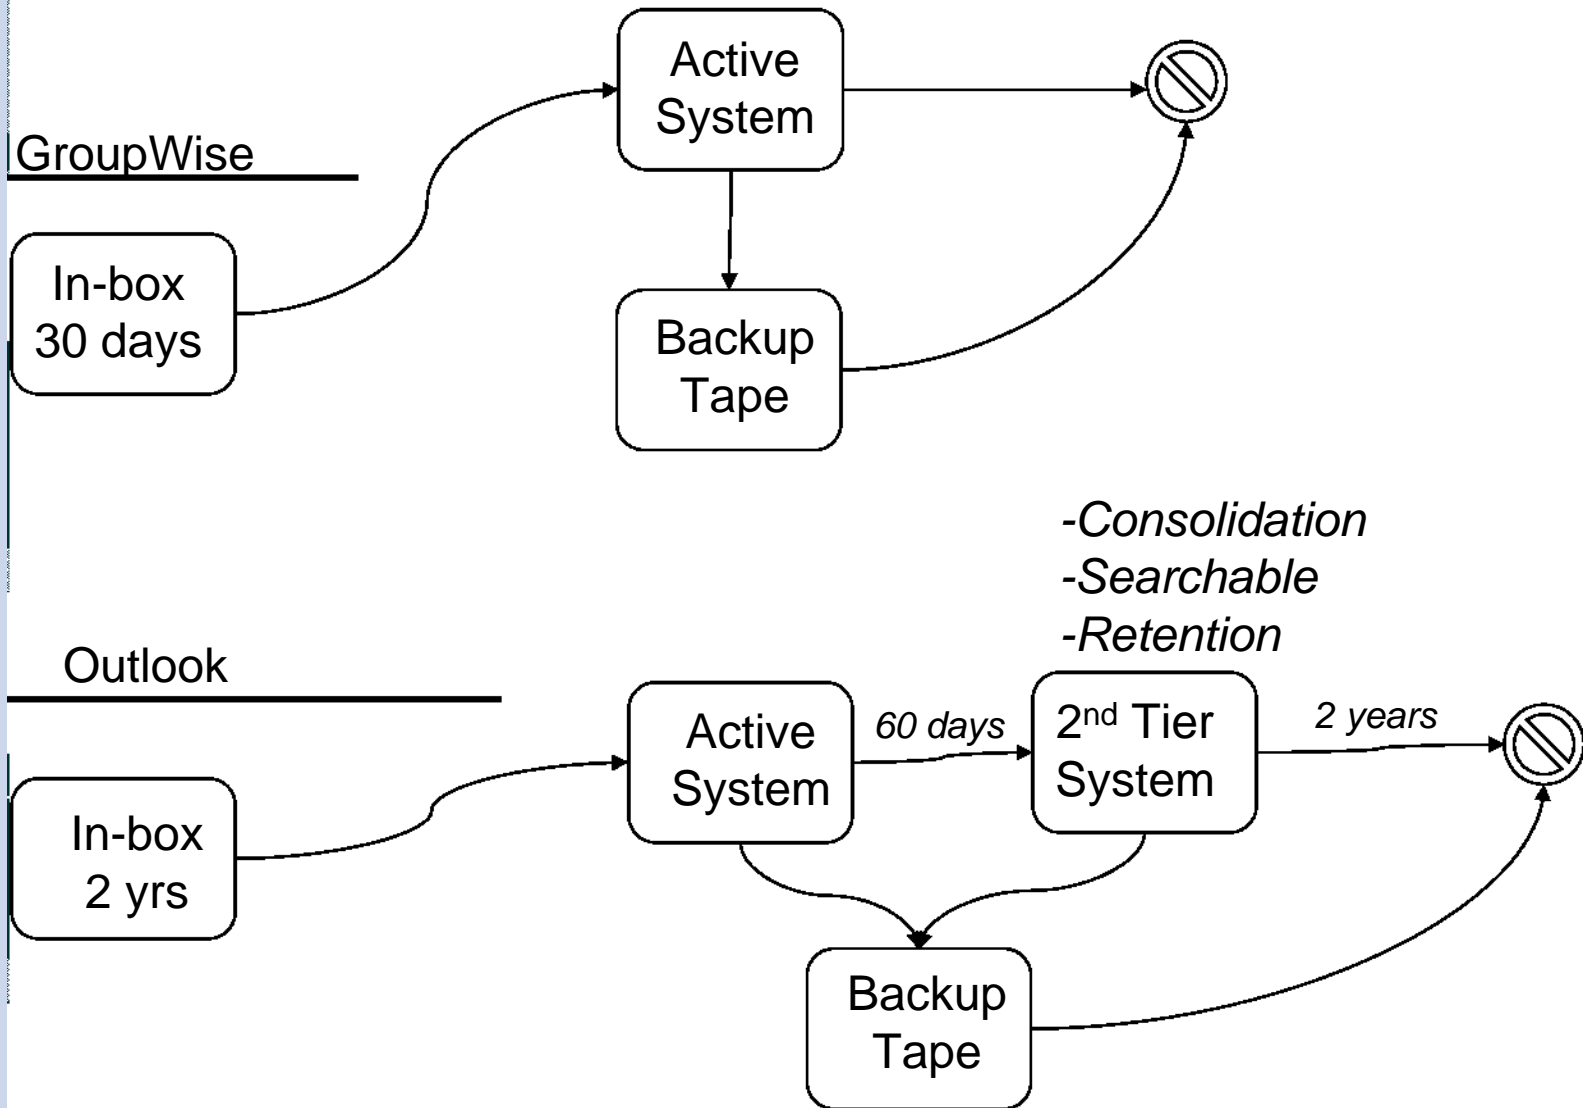 GroupWise
In-box
30 days
Active
System
Backup
Tape
-Consolidation
-Searchable
-Retention
Outlook
In-box
2 yrs
Active
System
60 days
2nd Tier
System
2 years
Backup
Tape